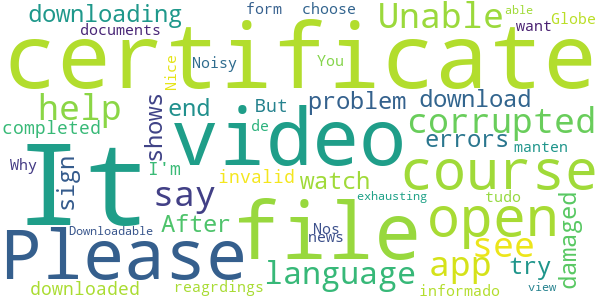 downloading form choose Unable able
documents want Globe
certificate
Nice Noisy You
help shows end But problem download corrupted
completed de errors manten
It video
Why sign I'm invalid watch course
say Downloadable After exhausting tudo damaged
Please file Nos news open see
language app try
downloaded reagrdings informado view